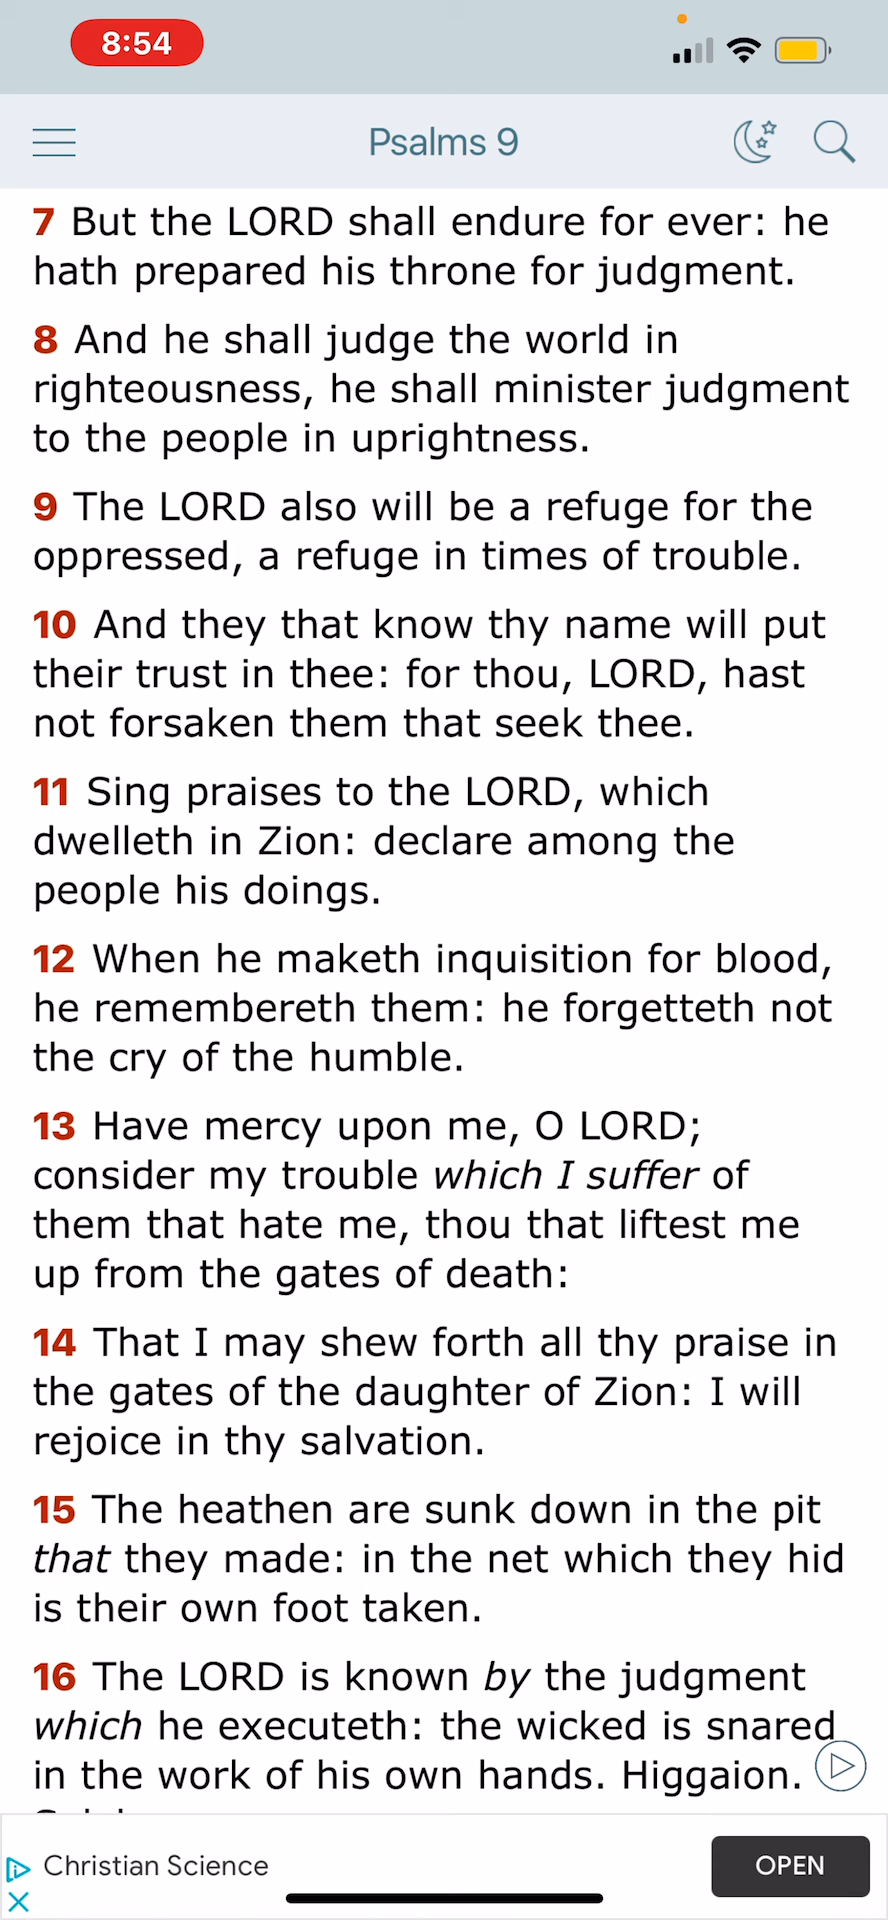 8:54
Psalms 9
7 But the LORD shall endure for ever: he
hath prepared his throne for judgment.
8 And he shall judge the world in
righteousness, he shall minister judgment
to the people in uprightness.
9 The LORD also will be a refuge for the
oppressed, a refuge in times of trouble.
10 And they that know thy name will put
their trust in thee: for thou, LORD, hast
not forsaken them that seek thee.
11 Sing praises to the LORD, which
dwelleth in Zion: declare among the
people his doings.
12 When he maketh inquisition for blood,
he remembereth them: he forgetteth not
the cry of the humble.
13 Have mercy upon me, O LORD;
consider my trouble which I suffer of
them that hate me, thou that liftest me
up from the gates of death:
14 That I may shew forth all thy praise in
the gates of the daughter of Zion: I will
rejoice in thy salvation.
15 The heathen are sunk down in the pit
that they made: in the net which they hid
is their own foot taken.
16 The LORD is known by the judgment
which he executeth: the wicked is snared
in the work of his own hands. Higgaion.
Christian Science
OPEN